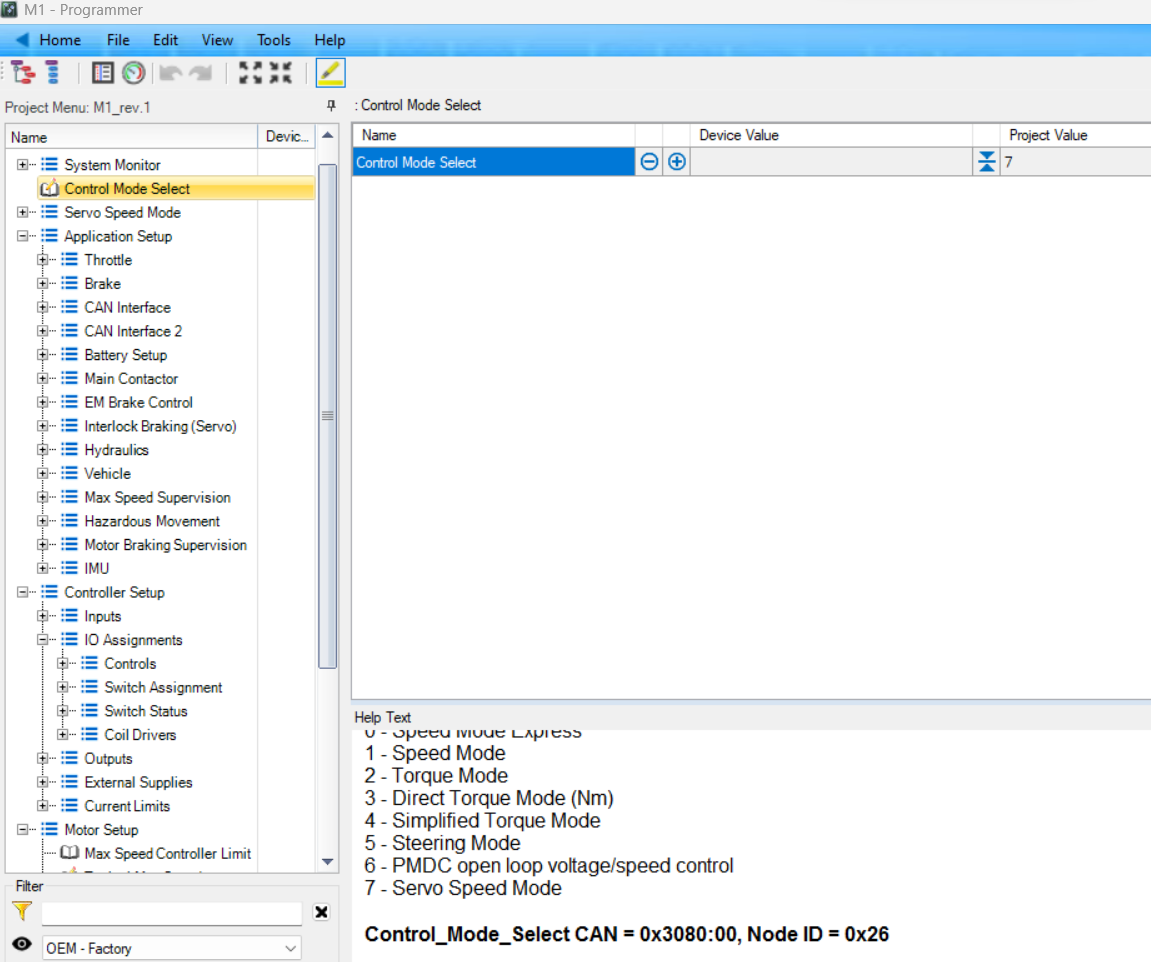 M1 - Programmer
Home File Edit View Tools Help
Project Menu: M1_rev.1
Name Devic...
System Monitor
Control Mode Select
Servo Speed Mode
Application Setup
Throttle
Brake
CAN Interface
CAN Interface 2
Battery Setup
Main Contactor
EM Brake Control
Interlock Braking (Servo)
Hydraulics
Vehicle
Max Speed Supervision
Hazardous Movement
Motor Braking Supervision
IMU
Controller Setup
Inputs
IO Assignments
Controls
Switch Assignment
Switch Status
Coil Drivers
Outputs
External Supplies
Current Limits
Motor Setup
Max Speed Controller Limit
Filter
OEM - Factory
: Control Mode Select
Name Device Value Project Value
Control Mode Select 7
Help Text
0 - Speed Mode Express
1 - Speed Mode
2 - Torque Mode
3 - Direct Torque Mode (Nm)
4 - Simplified Torque Mode
5 - Steering Mode
6 - PMDC open loop voltage/speed control
7 - Servo Speed Mode
Control_Mode_Select CAN = 0x3080:00, Node ID = 0x26